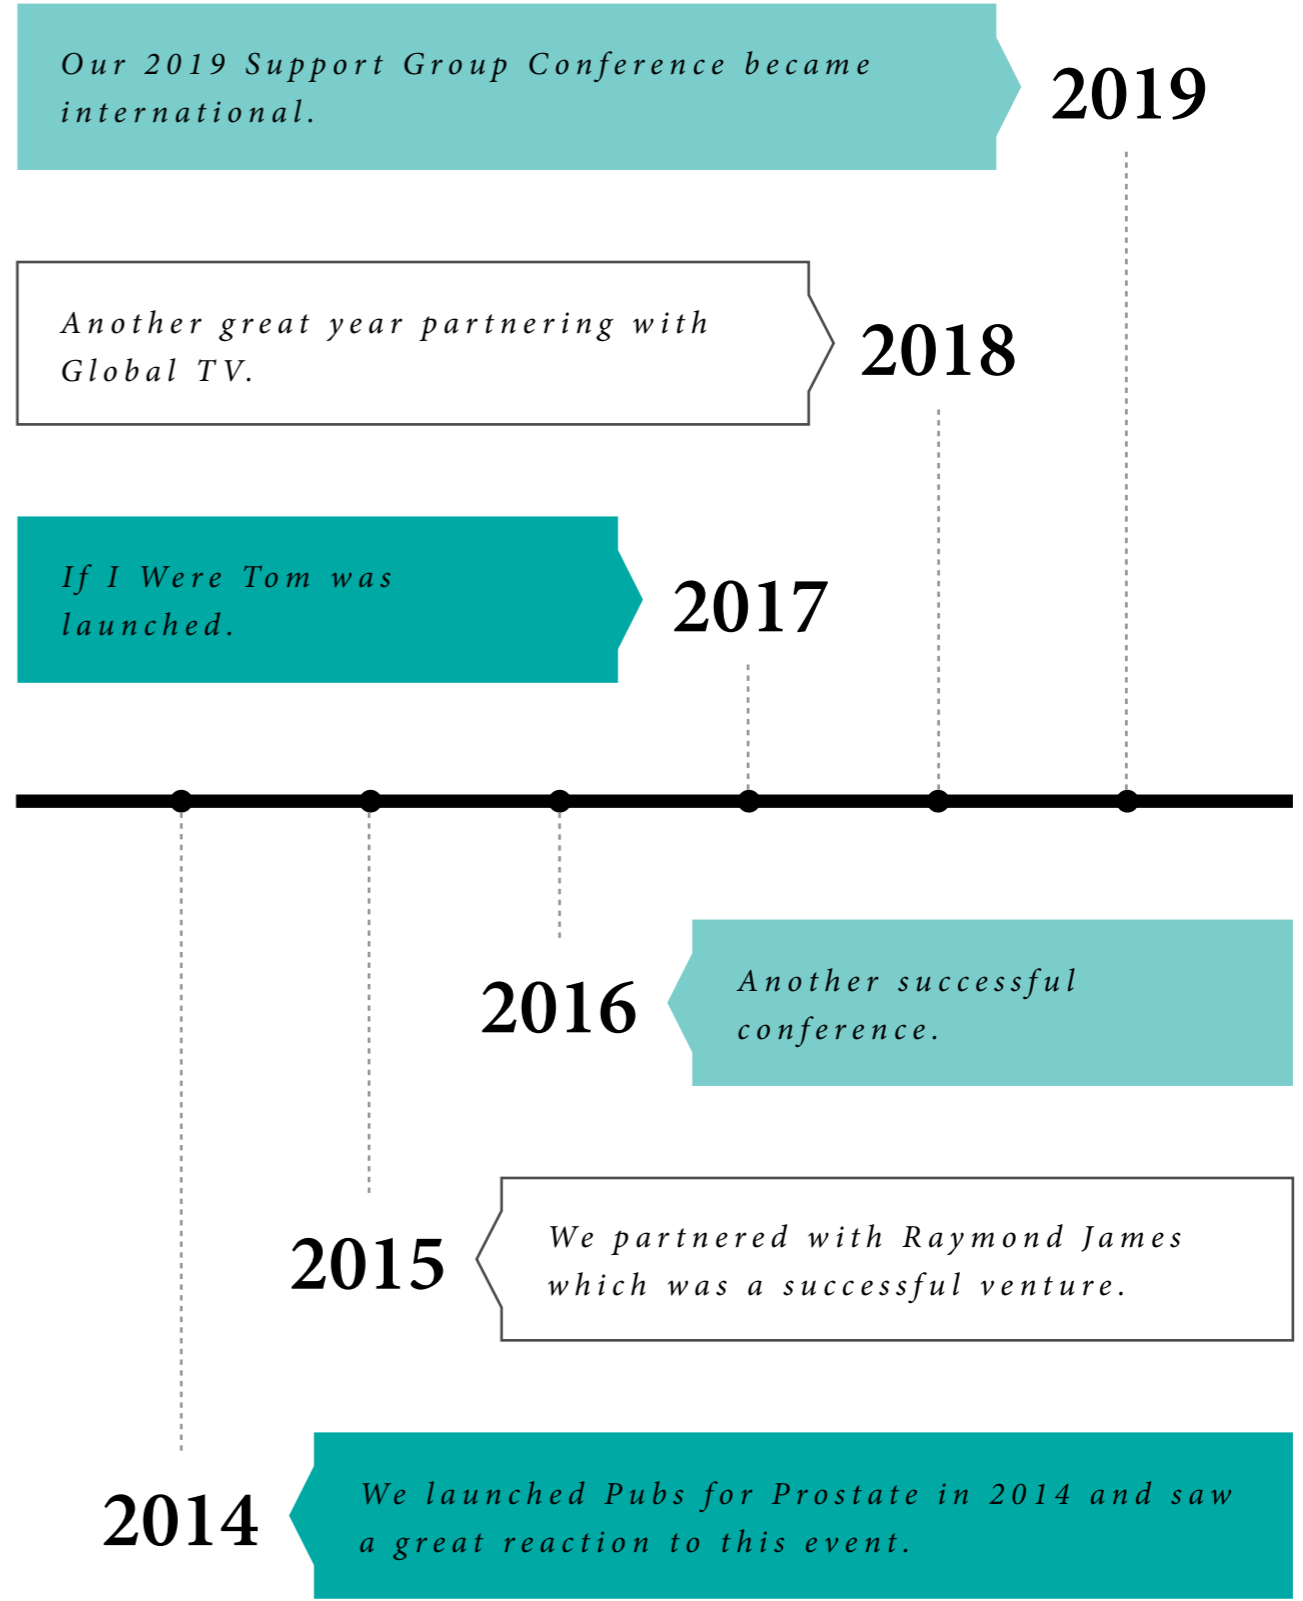 Our 2019 Support Group Conference became
international.
2019
Another great year partnering with
Global TV.
2018
If I Were Tom was
launched.
2017
2016
Another successful
conference.
2015
We partnered with Raymond James
which was a successful venture.
2014
We launched Pubs for Prostate in 2014 and saw
a great reaction to this event.